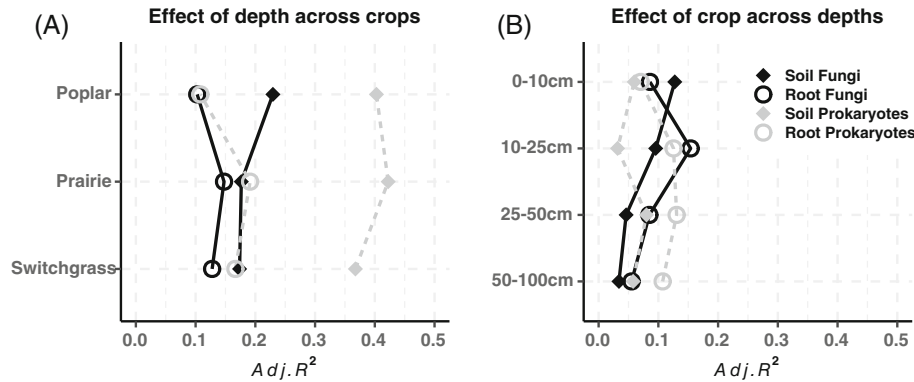 (A)
Effect of depth across crops
Poplar
Prairie
Switchgrass
0.0 0.1 0.2 0.3 0.4 0.5
Adj.R²
(B)
Effect of crop across depths
0-10cm
10-25cm
25-50cm
50-100cm
Soil Fungi
Root Fungi
Soil Prokaryotes
Root Prokaryotes
0.0 0.1 0.2 0.3 0.4 0.5
Adj.R²